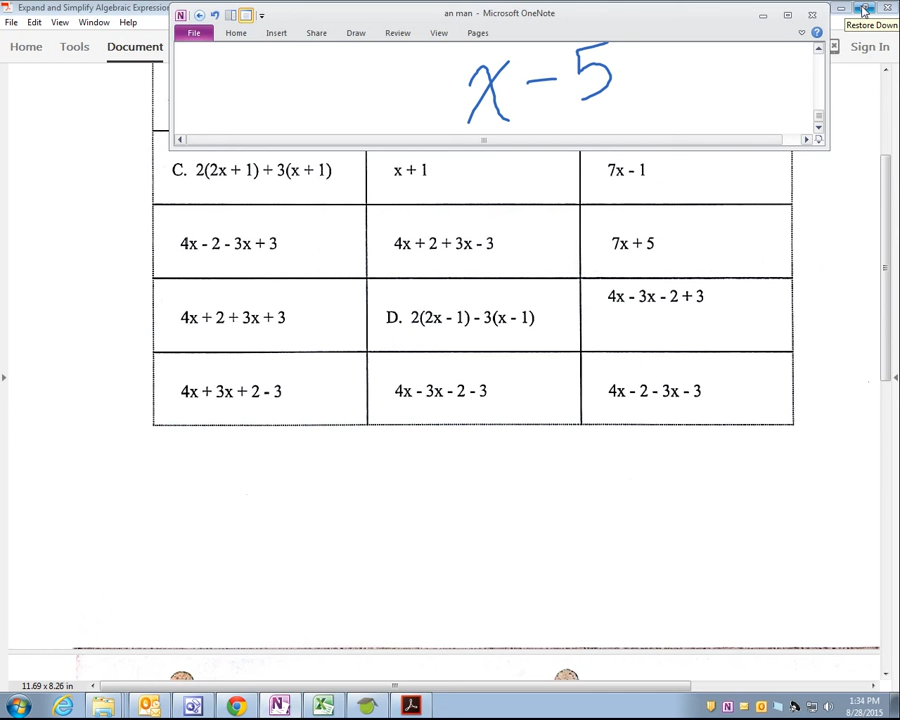 Expand and Simplify Algebraic Expression
an man - Microsoft OneNote
Restore Down
File Edit View Window Help
File Home Insert Share Draw Review View Pages
Home Tools Document
Sign In
x - 5
C. 2(2x + 1) + 3(x + 1) x + 1 7x - 1
4x - 2 - 3x + 3 4x + 2 + 3x - 3 7x + 5
4x + 2 + 3x + 3 D. 2(2x - 1) - 3(x - 1) 4x - 3x - 2 + 3
4x + 3x + 2 - 3 4x - 3x - 2 - 3 4x - 2 - 3x - 3
11.69 x 8.26 in
1:34 PM
8/28/2015